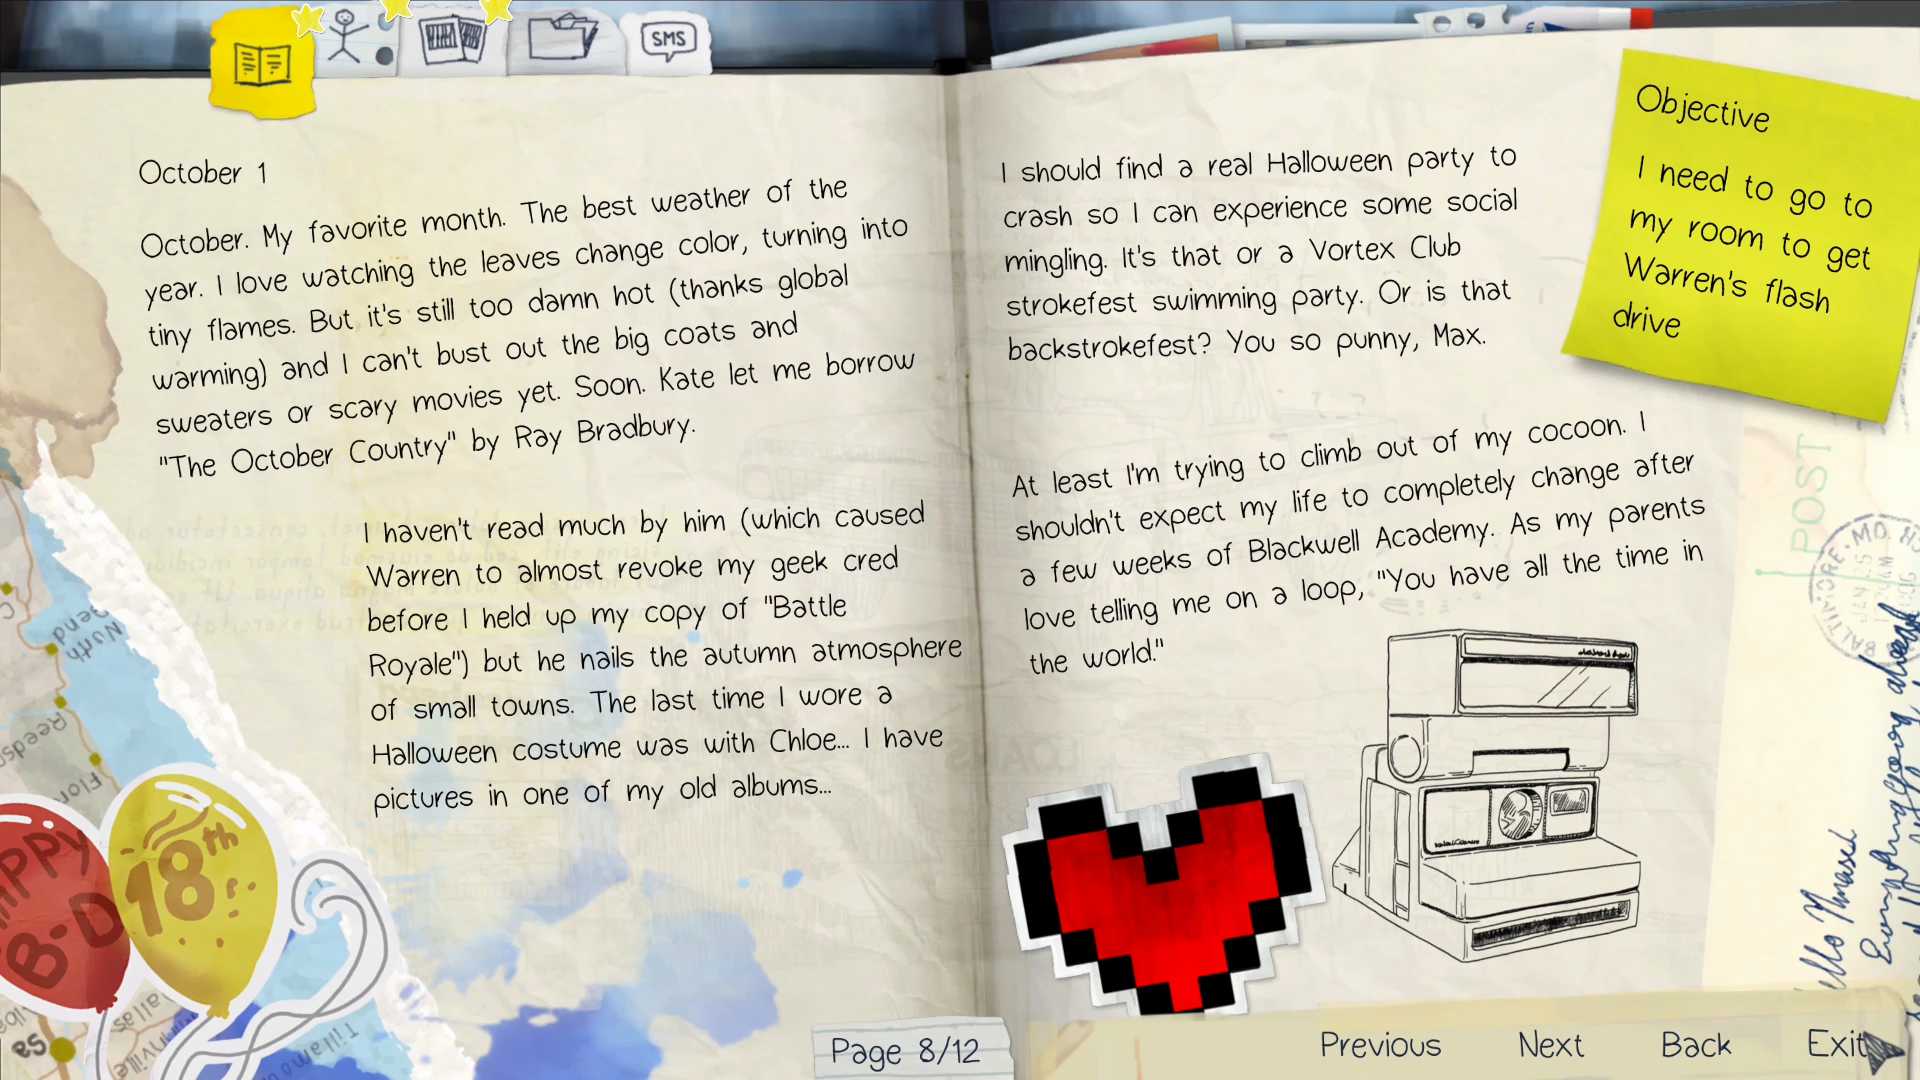 SMS
October 1
October. My favorite month. The best weather of the
year. I love watching the leaves change color, turning into
tiny flames. But it's still too damn hot (thanks global
warming) and I can't bust out the big coats and
sweaters or scary movies yet. Soon. Kate let me borrow
"The October Country" by Ray Bradbury.
I haven't read much by him (which caused
Warren to almost revoke my geek cred
before I held up my copy of "Battle
Royale") but he nails the autumn atmosphere
of small towns. The last time I wore a
Halloween costume was with Chloe... I have
pictures in one of my old albums...
I should find a real Halloween party to
crash so I can experience some social
mingling. It's that or a Vortex Club
strokefest swimming party. Or is that
backstrokefest? You so punny, Max.
At least I'm trying to climb out of my cocoon. I
shouldn't expect my life to completely change after
a few weeks of Blackwell Academy. As my parents
love telling me on a loop, "You have all the time in
the world."
Objective
I need to go to
my room to get
Warren's flash
drive
POST
BALTIMORE, MD.
North
Bend
B-D
18th
Page 8/12
Previous
Next
Back
Exit